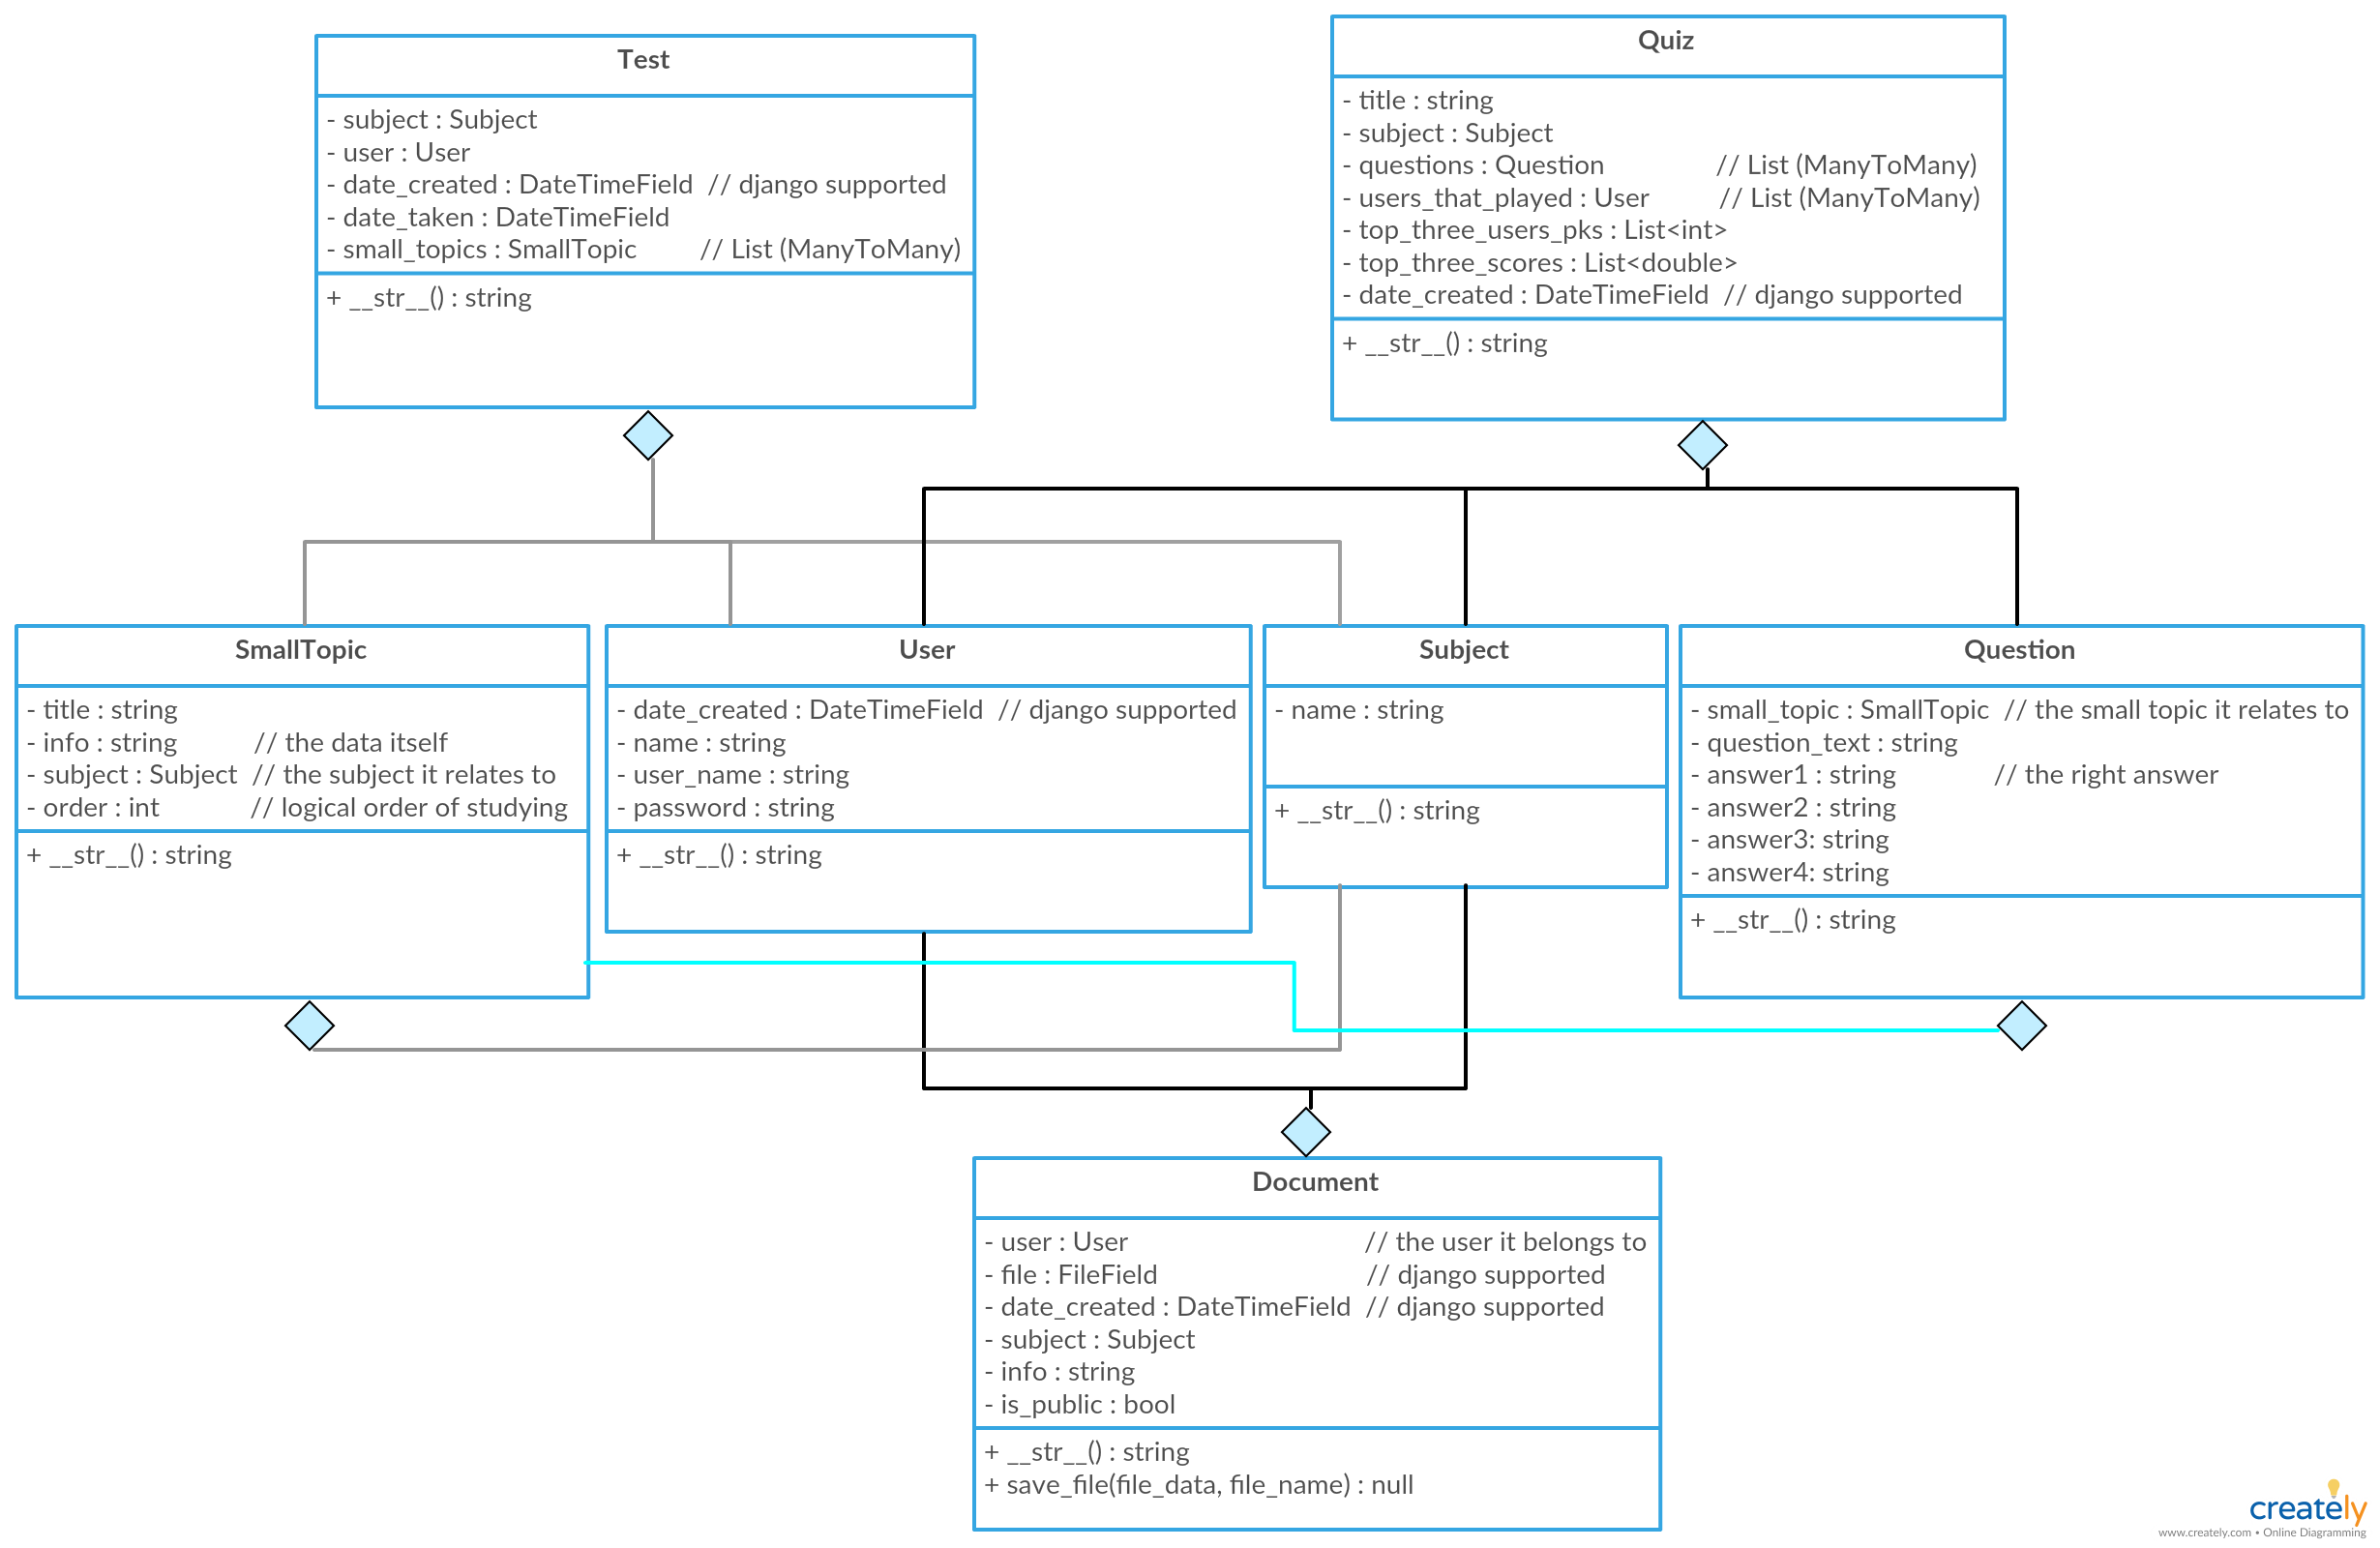 Test
- subject : Subject
- user : User
- date_created : DateTimeField // django supported
- date_taken : DateTimeField
- small_topics : SmallTopic // List (ManyToMany)
+ __str__() : string
Quiz
- title : string
- subject : Subject
- questions : Question // List (ManyToMany)
- users_that_played : User // List (ManyToMany)
- top_three_users_pks : List<int>
- top_three_scores : List<double>
- date_created : DateTimeField // django supported
+ __str__() : string
SmallTopic
- title : string
- info : string // the data itself
- subject : Subject // the subject it relates to
- order : int // logical order of studying
+ __str__() : string
User
- date_created : DateTimeField // django supported
- name : string
- user_name : string
- password : string
+ __str__() : string
Subject
- name : string
+ __str__() : string
Question
- small_topic : SmallTopic // the small topic it relates to
- question_text : string
- answer1 : string // the right answer
- answer2 : string
- answer3: string
- answer4: string
+ __str__() : string
Document
- user : User // the user it belongs to
- file : FileField // django supported
- date_created : DateTimeField // django supported
- subject : Subject
- info : string
- is_public : bool
+ __str__() : string
+ save_file(file_data, file_name) : null
creately
www.creately.com • Online Diagramming